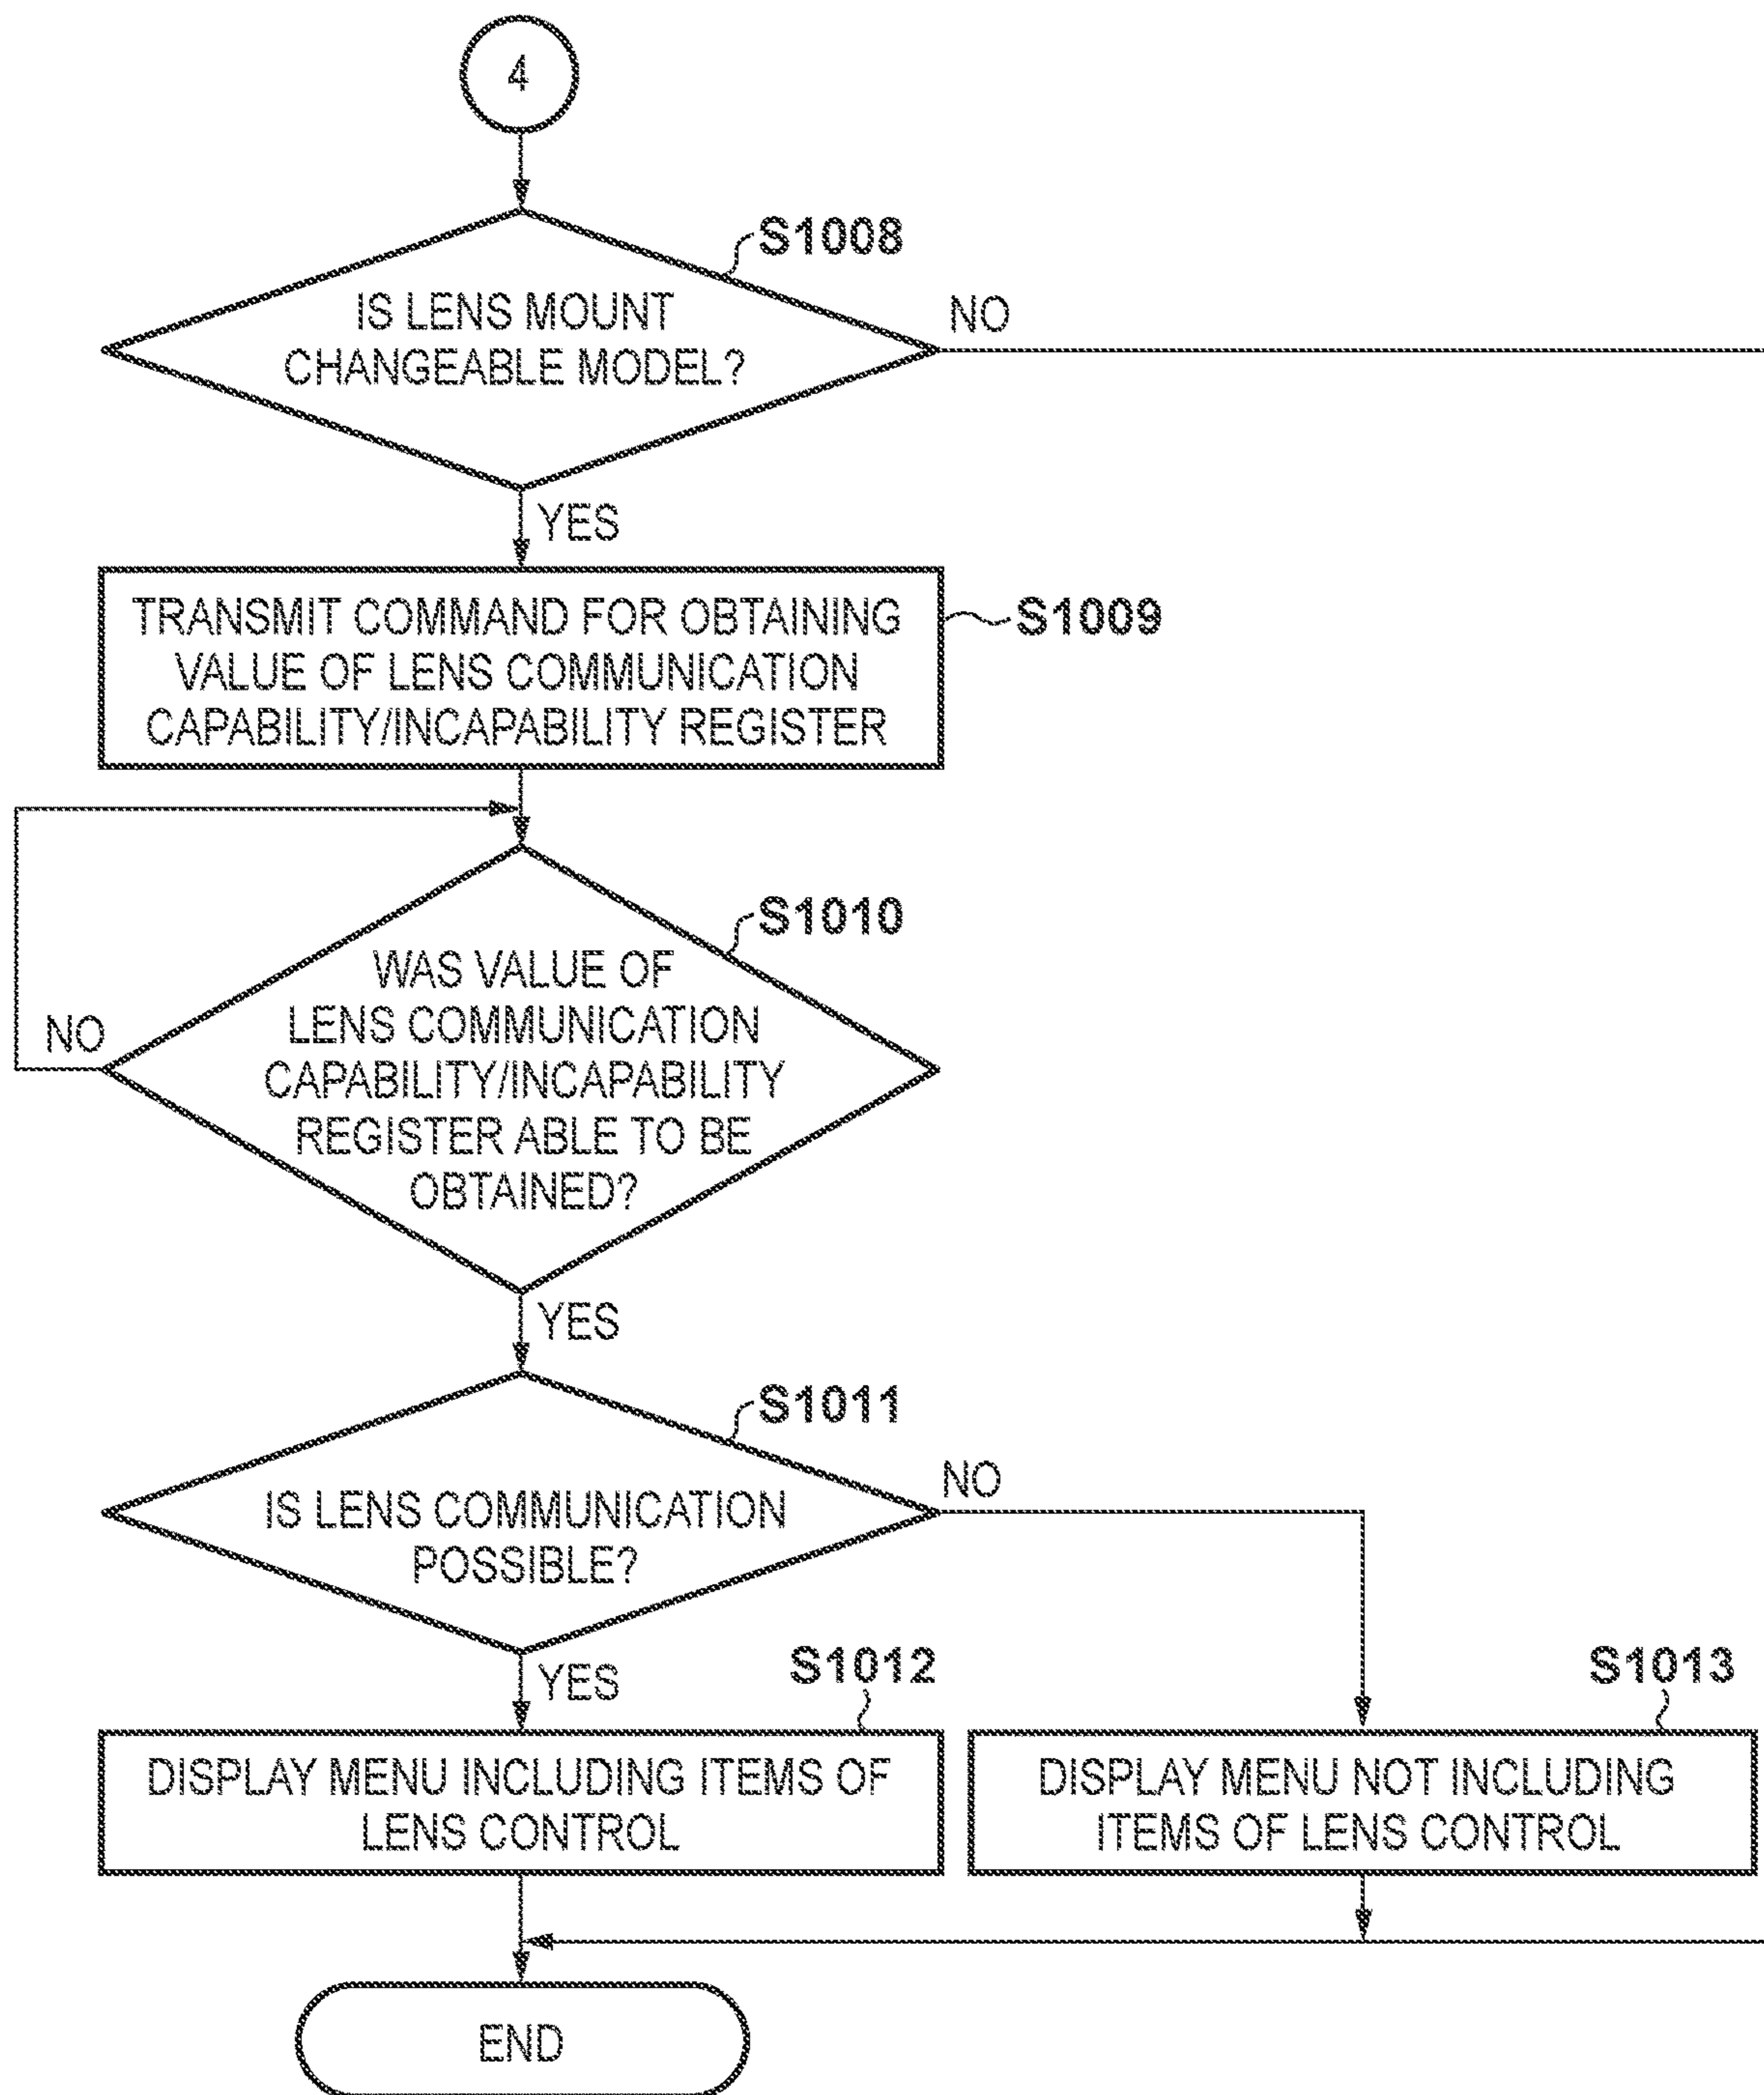 4
S1008
IS LENS MOUNT
CHANGEABLE MODEL?
NO
YES
TRANSMIT COMMAND FOR OBTAINING
VALUE OF LENS COMMUNICATION
CAPABILITY/INCAPABILITY REGISTER
S1009
S1010
WAS VALUE OF
LENS COMMUNICATION
CAPABILITY/INCAPABILITY
REGISTER ABLE TO BE
OBTAINED?
NO
YES
S1011
IS LENS COMMUNICATION
POSSIBLE?
NO
YES
S1012
DISPLAY MENU INCLUDING ITEMS OF
LENS CONTROL
S1013
DISPLAY MENU NOT INCLUDING
ITEMS OF LENS CONTROL
END